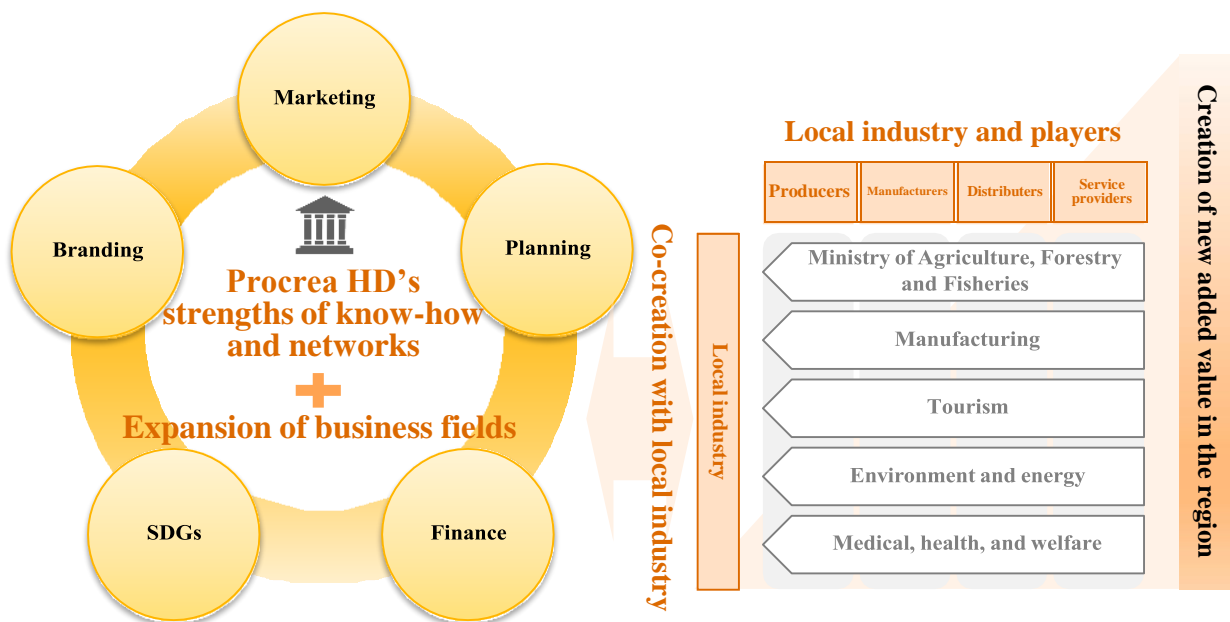 Marketing
Branding
Planning
Procrea HD’s
strengths of know-how
and networks
Expansion of business fields
SDGs
Finance
Co-creation with local industry
Local industry and players
Producers
Manufacturers
Distributers
Service
providers
Local industry
Ministry of Agriculture, Forestry
and Fisheries
Manufacturing
Tourism
Environment and energy
Medical, health, and welfare
Creation of new added value in the region